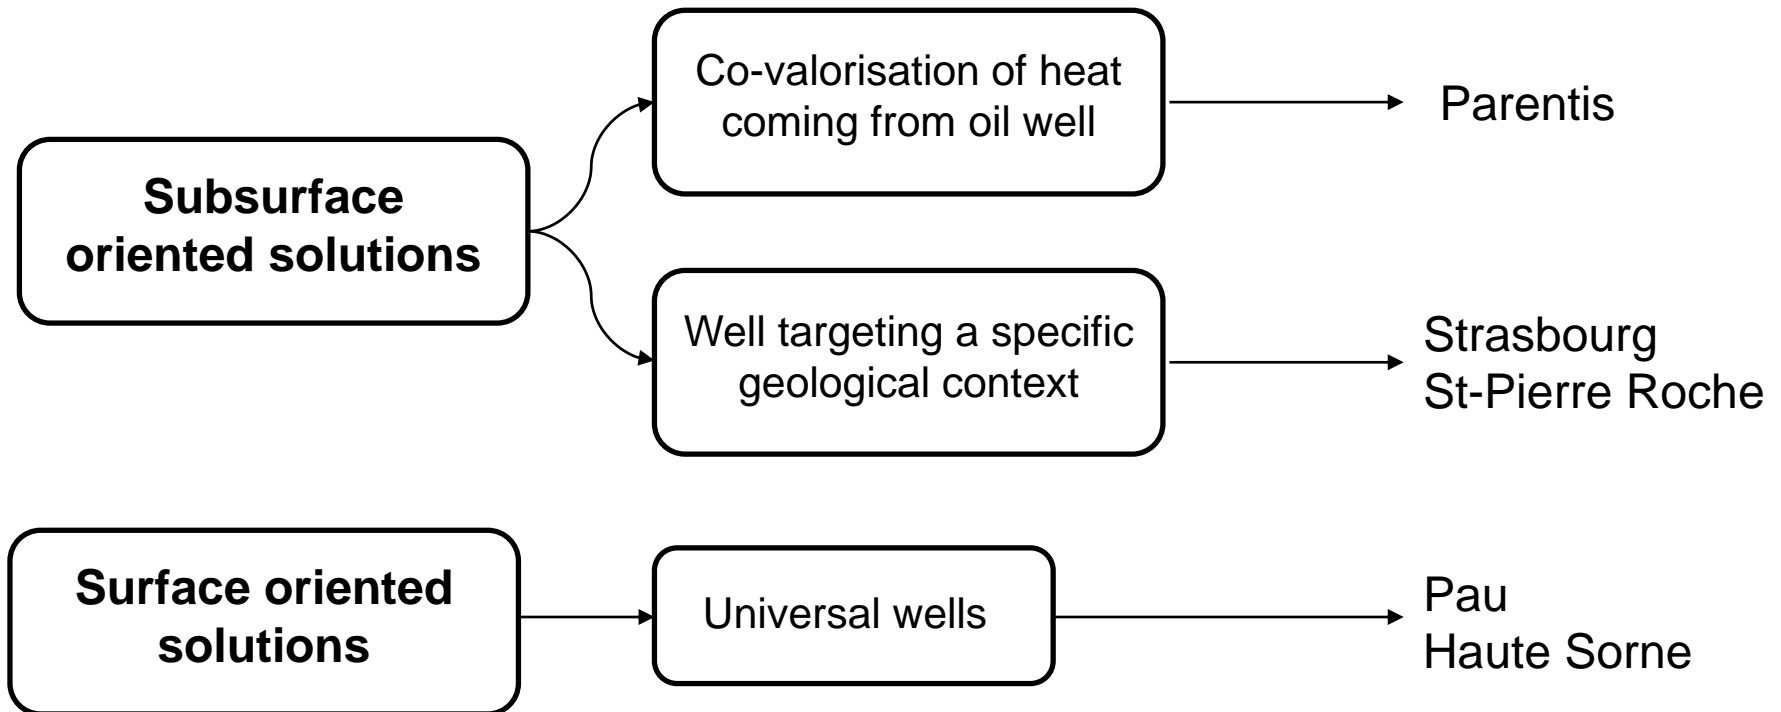 Co-valorisation of heat
coming from oil well
Parentis
Subsurface
oriented solutions
Well targeting a specific
geological context
Strasbourg
St-Pierre Roche
Surface oriented
solutions
Universal wells
Pau
Haute Sorne